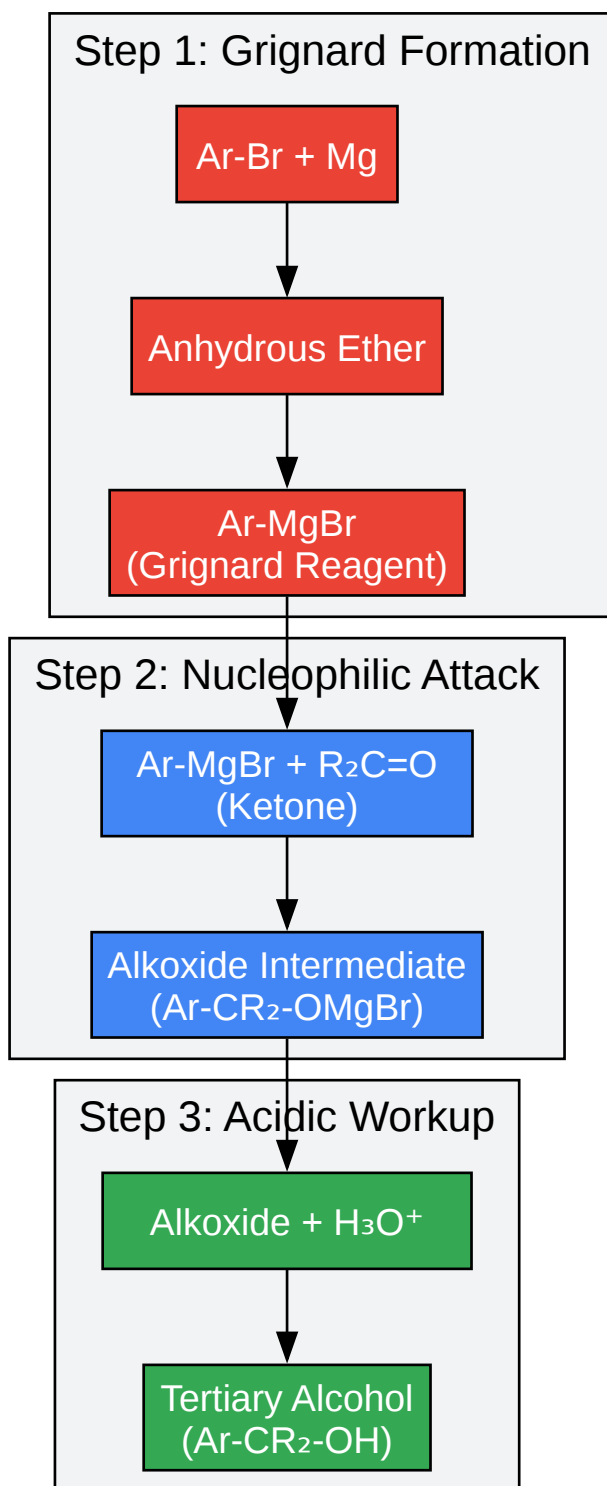 Step 1: Grignard Formation
Ar-Br + Mg
Anhydrous Ether
Ar-MgBr
(Grignard Reagent)
Step 2: Nucleophilic Attack
Ar-MgBr + R₂C=O
(Ketone)
Alkoxide Intermediate
(Ar-CR₂-OMgBr)
Step 3: Acidic Workup
Alkoxide + H₃O⁺
Tertiary Alcohol
(Ar-CR₂-OH)